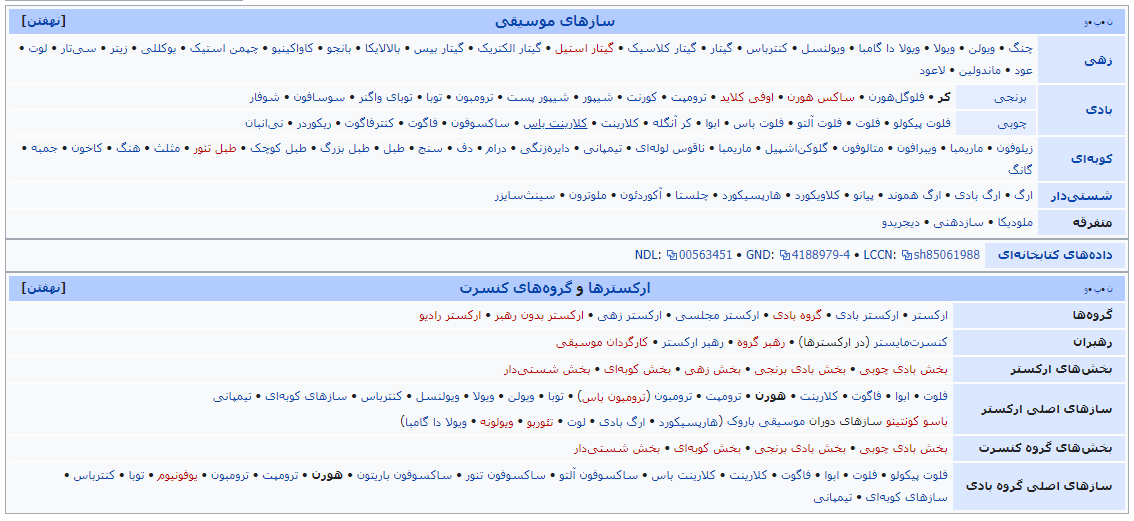 ن • ب • و
سازهای موسیقی
[نهفتن]
زهی
چنگ • ویولن • ویولا • ویولا دا گامبا • ویولنسل • کنترباس • گیتار • گیتار کلاسیک • گیتار استیل • گیتار الکتریک • گیتار بیس • بالالایکا • بانجو • کاواکینیو • چپمن استیک • یوکللی • زیتر • سی‌تار • لوت •
عود • ماندولین • لاعود
بادی
برنجی
کر • فلوگل‌هورن • ساکس هورن • اوفی کلاید • ترومپت • کورنت • شیپور • شیپور پست • ترومبون • توبا • توبای واگنر • سوسافون • شوفار
چوبی
فلوت پیکولو • فلوت • فلوت آلتو • فلوت باس • ابوا • کر آنگله • کلارینت • کلارینت باس • ساکسوفون • فاگوت • کنترفاگوت • ریکوردر • نی‌انبان
کوبه‌ای
زیلوفون • ماریمبا • ویبرافون • متالوفون • گلوکن‌اشپیل • ماریمبا • ناقوس لوله‌ای • تیمپانی • دایره‌زنگی • درام • دف • سنج • طبل • طبل بزرگ • طبل کوچک • طبل تنور • مثلث • هنگ • کاخون • جمبه •
گانگ
شستی‌دار
ارگ • ارگ بادی • ارگ هموند • پیانو • کلاویکورد • هارپسیکورد • چلستا • آکوردئون • ملوترون • سینث‌سایزر
متفرقه
ملودیکا • سازدهنی • دیجریدو
داده‌های کتابخانه‌ای
LCCN: sh85061988 • GND: 4188979-4 • NDL: 00563451
ن • ب • و
ارکسترها و گروه‌های کنسرت
[نهفتن]
گروه‌ها
ارکستر • ارکستر بادی • گروه بادی • ارکستر مجلسی • ارکستر زهی • ارکستر بدون رهبر • ارکستر رادیو
رهبران
کنسرت‌مایستر (در ارکسترها) • رهبر گروه • رهبر ارکستر • کارگردان موسیقی
بخش‌های ارکستر
بخش بادی چوبی • بخش بادی برنجی • بخش زهی • بخش کوبه‌ای • بخش شستی‌دار
سازهای اصلی ارکستر
فلوت • ابوا • فاگوت • کلارینت • هورن • ترومپت • ترومبون (ترومبون باس) • توبا • ویولن • ویولا • ویولنسل • کنترباس • سازهای کوبه‌ای • تیمپانی
باسو کونتینو سازهای دوران موسیقی باروک (هارپسیکورد • ارگ بادی • لوت • تئوربو • ویولونه • ویولا دا گامبا)
بخش‌های گروه کنسرت
بخش بادی چوبی • بخش بادی برنجی • بخش کوبه‌ای • بخش شستی‌دار
سازهای اصلی گروه بادی
فلوت پیکولو • فلوت • ابوا • فاگوت • کلارینت • کلارینت باس • ساکسوفون آلتو • ساکسوفون تنور • ساکسوفون باریتون • هورن • ترومپت • ترومبون • یوفونیوم • توبا • کنترباس •
سازهای کوبه‌ای • تیمپانی